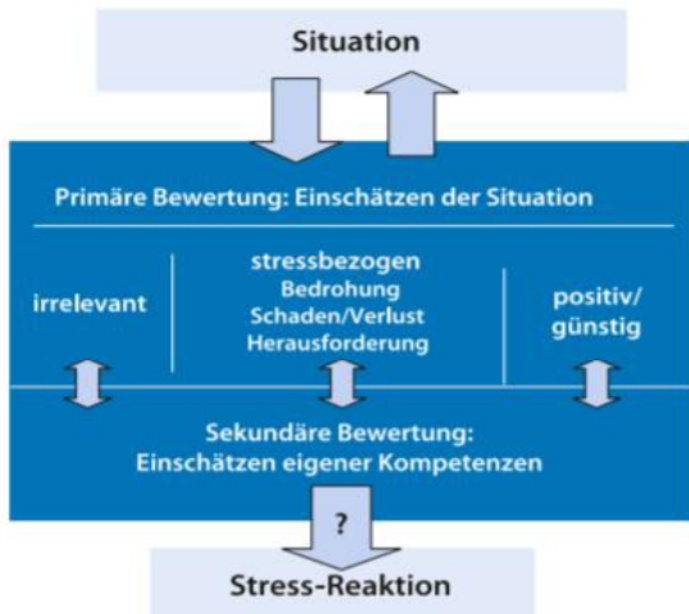 Situation
Primäre Bewertung: Einschätzen der Situation
irrelevant
stressbezogen
Bedrohung
Schaden/Verlust
Herausforderung
positiv/
günstig
Sekundäre Bewertung:
Einschätzen eigener Kompetenzen
?
Stress-Reaktion